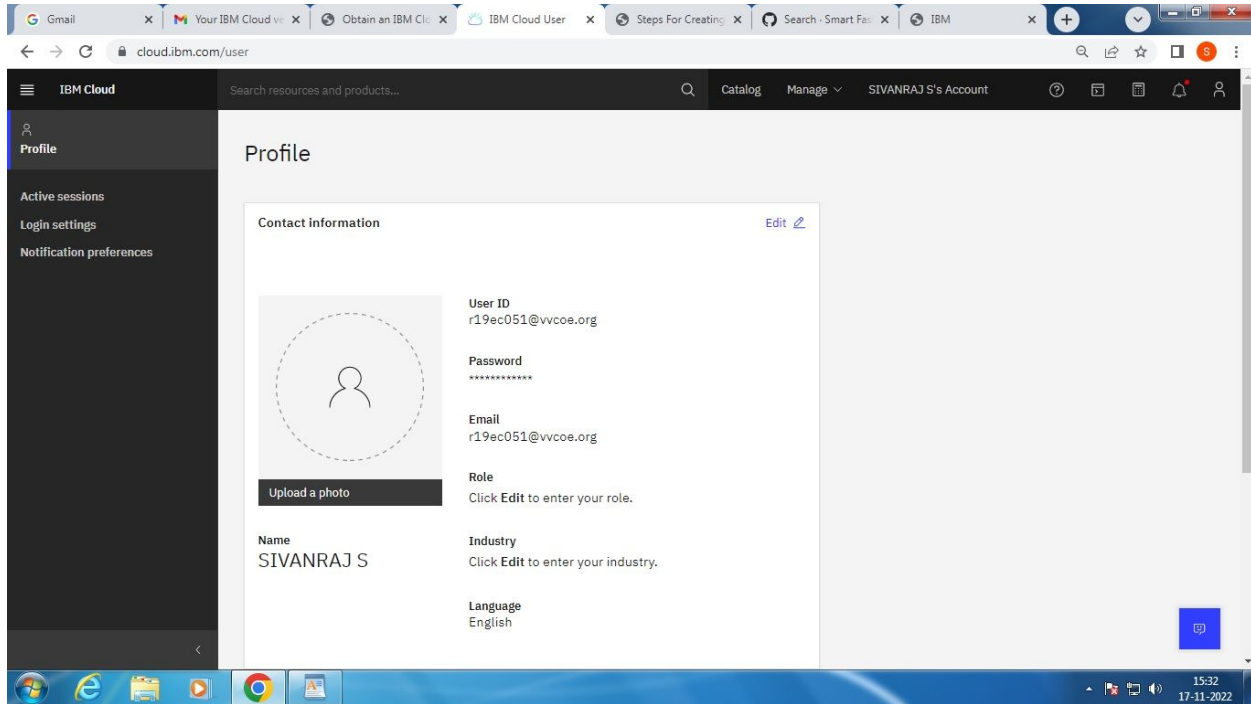 Gmail
Your IBM Cloud ve
Obtain an IBM Clo
IBM Cloud User
Steps For Creating
Search · Smart Fas
IBM
cloud.ibm.com/user
S
IBM Cloud
Search resources and products...
Catalog
Manage
SIVANRAJ S's Account
Profile
Active sessions
Login settings
Notification preferences
Profile
Contact information
Edit
Upload a photo
Name
SIVANRAJ S
User ID
r19ec051@vvcoe.org
Password
************
Email
r19ec051@vvcoe.org
Role
Click Edit to enter your role.
Industry
Click Edit to enter your industry.
Language
English
15:32
17-11-2022